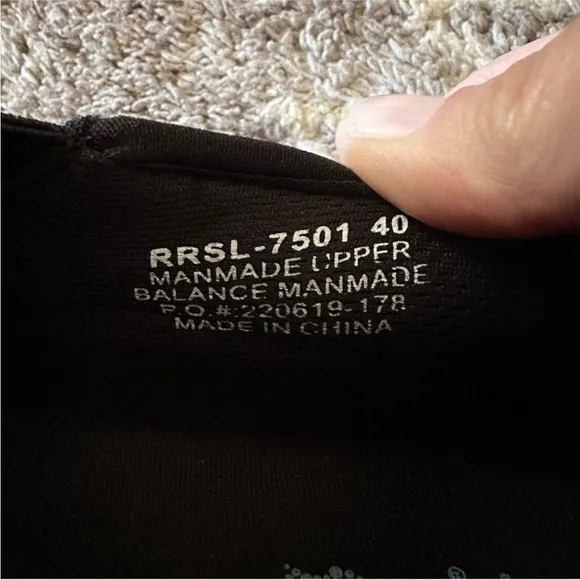 RRSL-7501 40
MANMADE UPPER
BALANCE MANMADE
P.O.#:220619-178
MADE IN CHINA